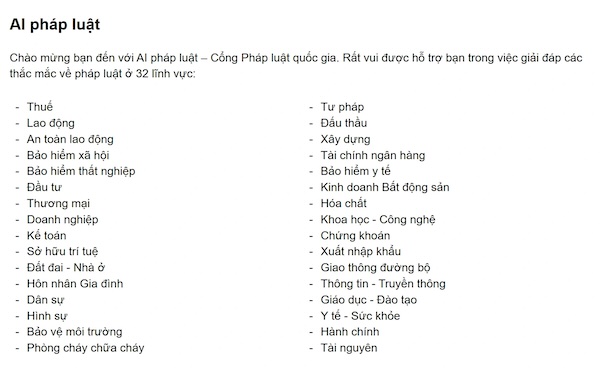 AI pháp luật
Chào mừng bạn đến với AI pháp luật – Cổng Pháp luật quốc gia. Rất vui được hỗ trợ bạn trong việc giải đáp các
thắc mắc về pháp luật ở 32 lĩnh vực:
- Thuế
- Lao động
- An toàn lao động
- Bảo hiểm xã hội
- Bảo hiểm thất nghiệp
- Đầu tư
- Thương mại
- Doanh nghiệp
- Kế toán
- Sở hữu trí tuệ
- Đất đai - Nhà ở
- Hôn nhân Gia đình
- Dân sự
- Hình sự
- Bảo vệ môi trường
- Phòng cháy chữa cháy
- Tư pháp
- Đấu thầu
- Xây dựng
- Tài chính ngân hàng
- Bảo hiểm y tế
- Kinh doanh Bất động sản
- Hóa chất
- Khoa học - Công nghệ
- Chứng khoán
- Xuất nhập khẩu
- Giao thông đường bộ
- Thông tin - Truyền thông
- Giáo dục - Đào tạo
- Y tế - Sức khỏe
- Hành chính
- Tài nguyên